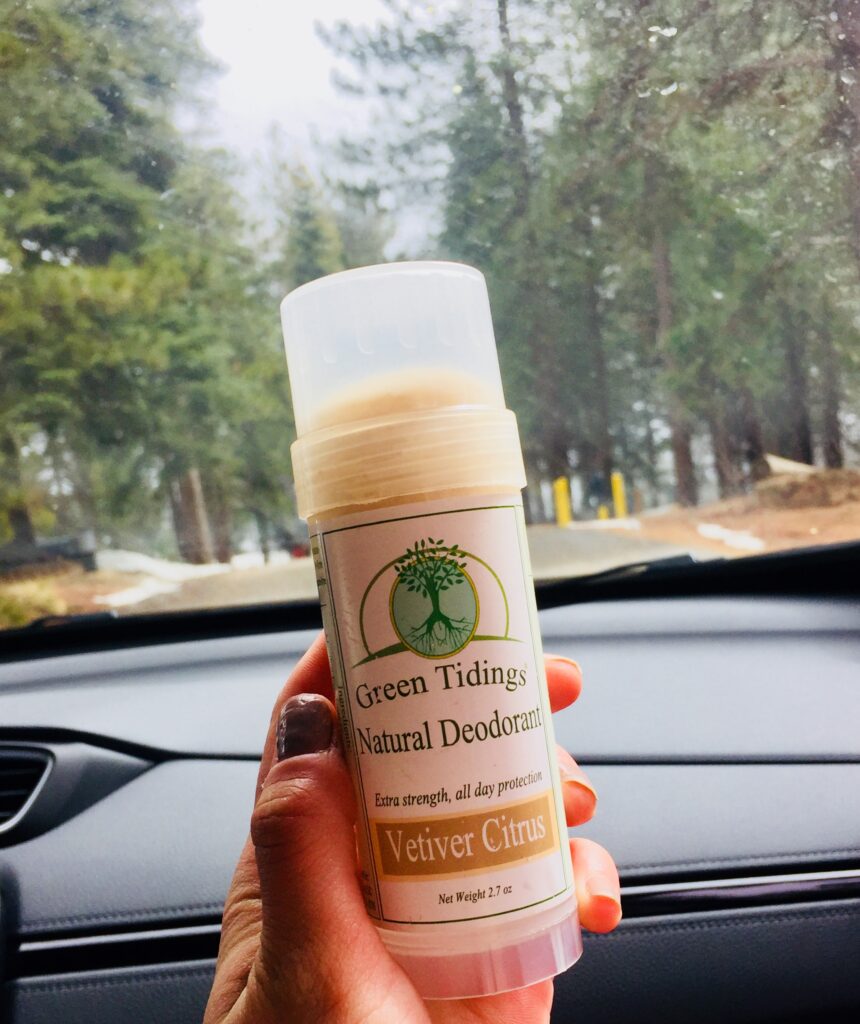 Green Tidings
Natural Deodorant
Extra strength, all day protection
Vetiver Citrus
Net Weight 2.7 oz